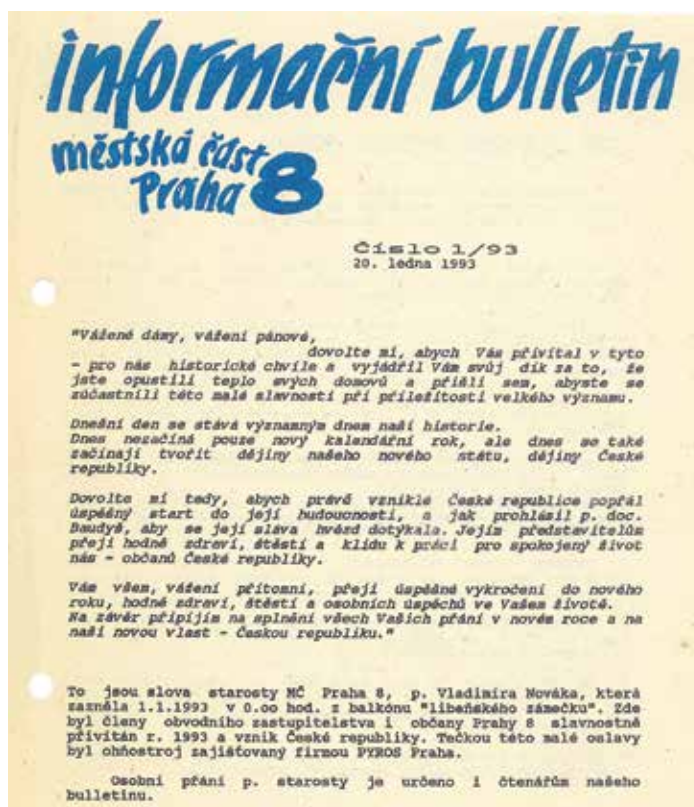 informační bulletin
městská část
Praha 8
Číslo 1/93
20. ledna 1993
"Vážené dámy, vážení pánové,
dovolte mi, abych Vás přivítal v tyto
- pro nás historické chvíle a vyjádřil Vám svůj dík za to, že
jste opustili teplo svých domovů a přišli sem, abyste se
zúčastnili této malé slavnosti při příležitosti velkého významu.
Dnešní den se stává významným dnem naší historie.
Dnes nezačíná pouze nový kalendářní rok, ale dnes se také
začínají tvořit dějiny našeho nového státu, dějiny České
republiky.
Dovolte mi tedy, abych právě vzniklé České republice popřál
úspěšný start do její budoucnosti, a jak prohlásil p. doc.
Baudyš, aby se její sláva hvězd dotýkala. Jejím představitelům
přeji hodně zdraví, štěstí a klidu k práci pro spokojený život
nás - občanů České republiky.
Vám všem, vážení přítomní, přeji úspěšné vykročení do nového
roku, hodně zdraví, štěstí a osobních úspěchů ve Vašem životě.
Na závěr připíjím na splnění všech Vašich přání v novém roce a na
naši novou vlast - Českou republiku."
To jsou slova starosty MČ Praha 8, p. Vladimíra Nováka, která
zazněla 1.1.1993 v 0.oo hod. z balkónu "libeňského zámečku". Zde
byl členy obvodního zastupitelstva i občany Prahy 8 slavnostně
přivítán r. 1993 a vznik České republiky. Tečkou této malé oslavy
byl ohňostroj zajišťovaný firmou PYROS Praha.
Osobní přání p. starosty je určeno i čtenářům našeho
bulletinu.